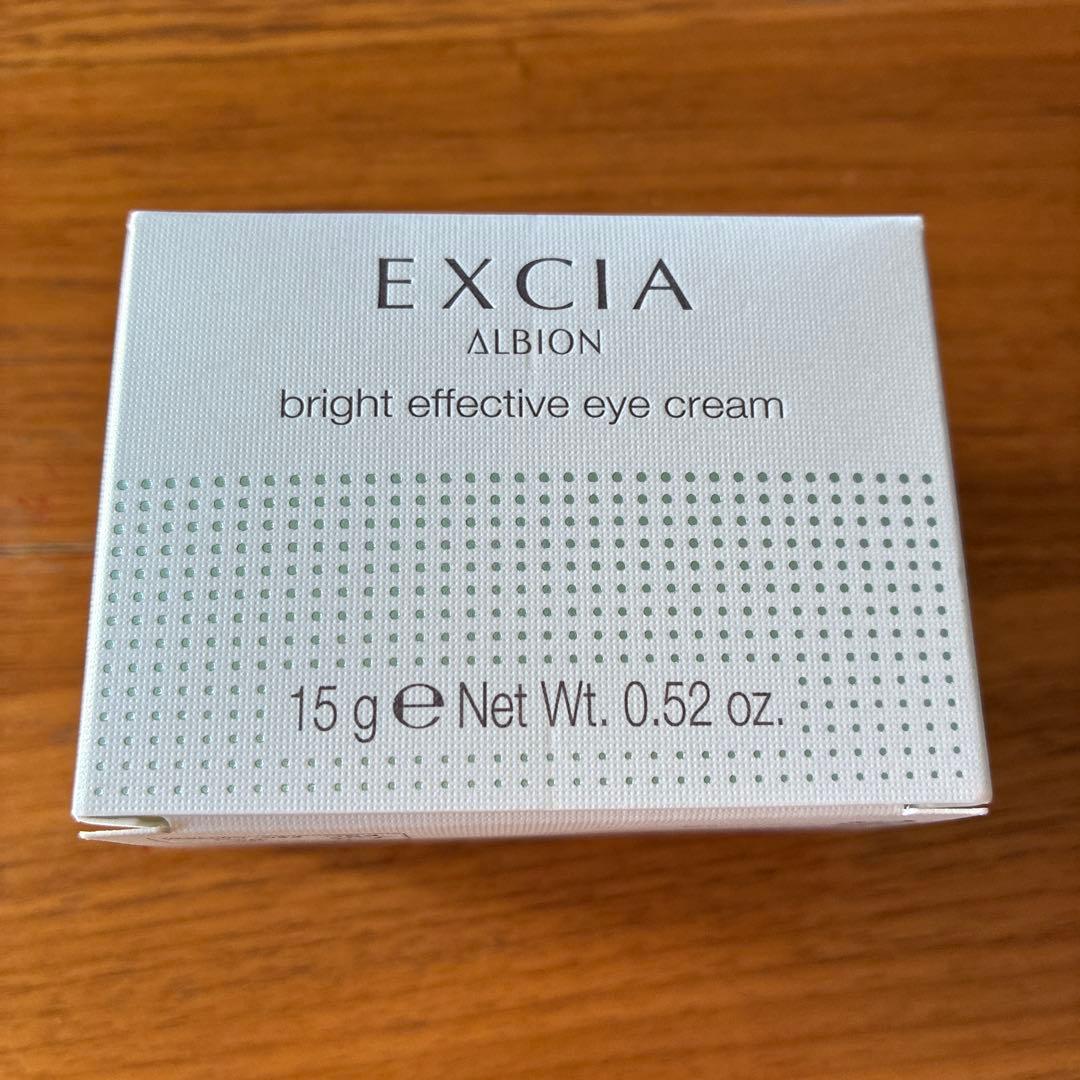 EXCIA
ALBION
bright effective eye cream
15 g ℮ Net Wt. 0.52 oz.